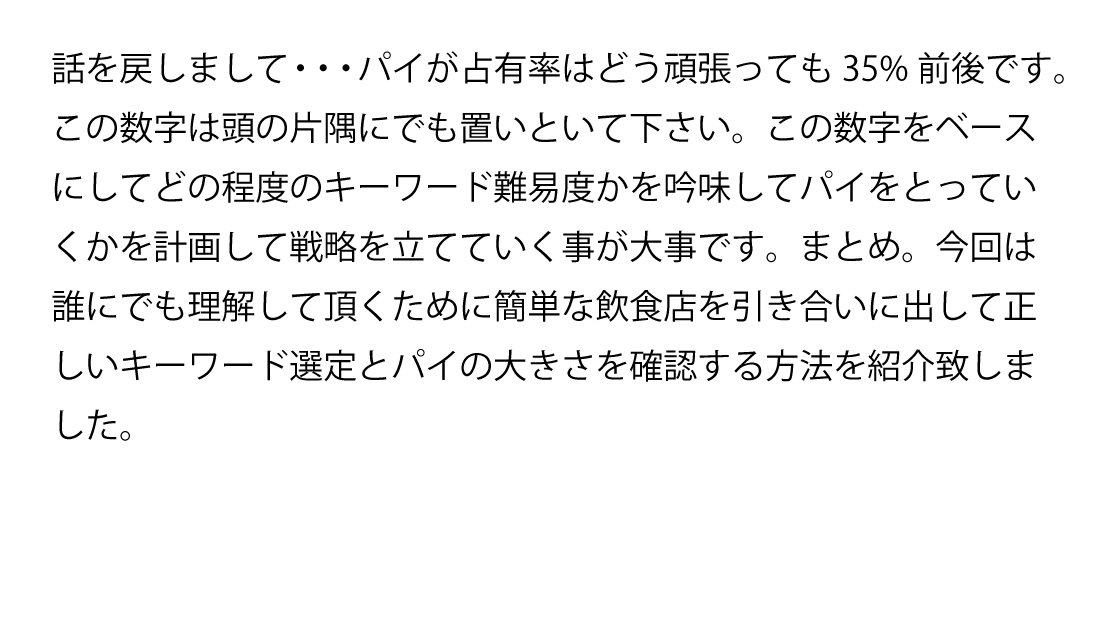 話を戻しまして・・・パイが占有率はどう頑張っても 35% 前後です。
この数字は頭の片隅にでも置いといて下さい。この数字をベース
にしてどの程度のキーワード難易度かを吟味してパイをとってい
くかを計画して戦略を立てていく事が大事です。まとめ。今回は
誰にでも理解して頂くために簡単な飲食店を引き合いに出して正
しいキーワード選定とパイの大きさを確認する方法を紹介致しま
した。